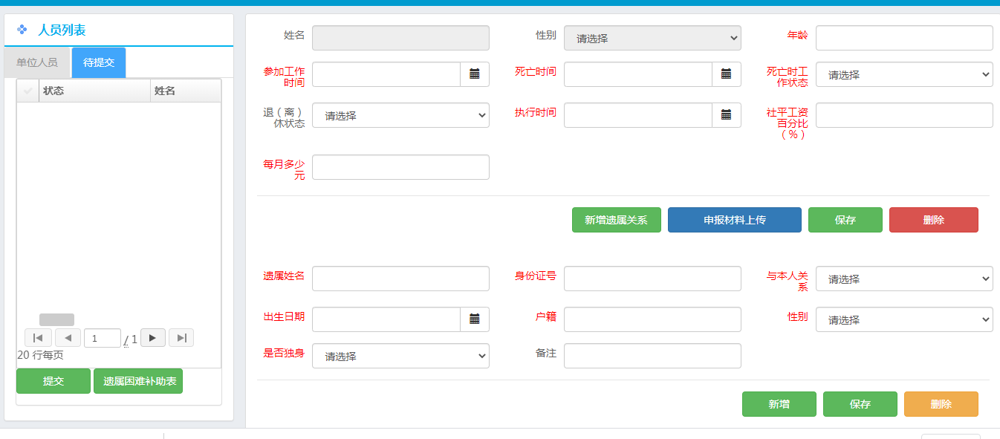 人员列表
单位人员
待提交
状态
姓名
1
/ 1
20 行每页
提交
遗属困难补助表
姓名
性别
请选择
年龄
参加工作
时间
死亡时间
死亡时工
作状态
请选择
退（离）
休状态
请选择
执行时间
社平工资
百分比
（%）
每月多少
元
新增遗属关系
申报材料上传
保存
删除
遗属姓名
身份证号
与本人关
系
请选择
出生日期
户籍
性别
请选择
是否独身
请选择
备注
新增
保存
删除